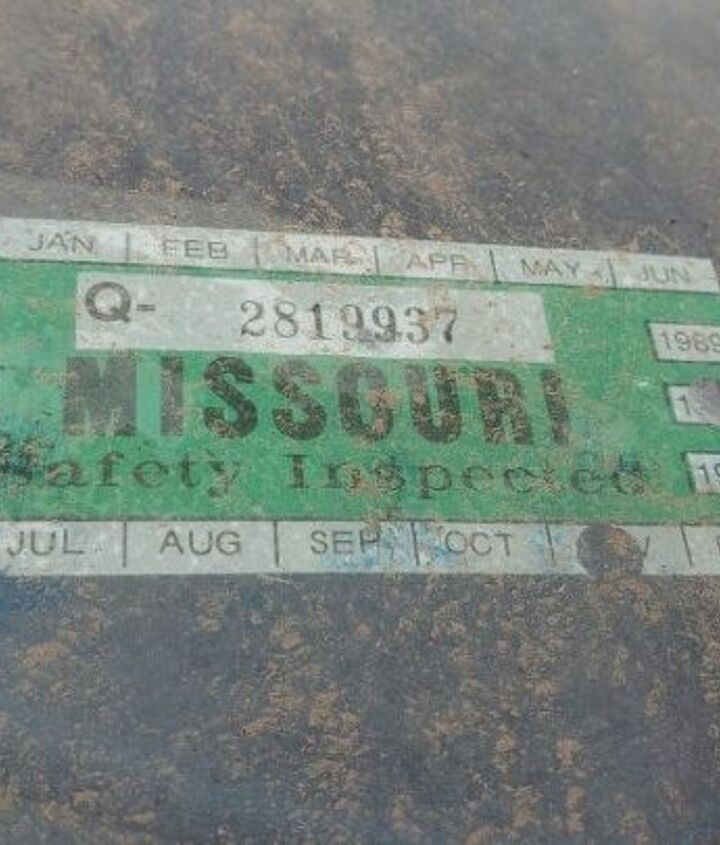 JAN | FEB | MAR | APR | MAY | JUN
Q- 2819937
1989
MISSOURI
Safety Inspected
JUL | AUG | SEP | OCT |